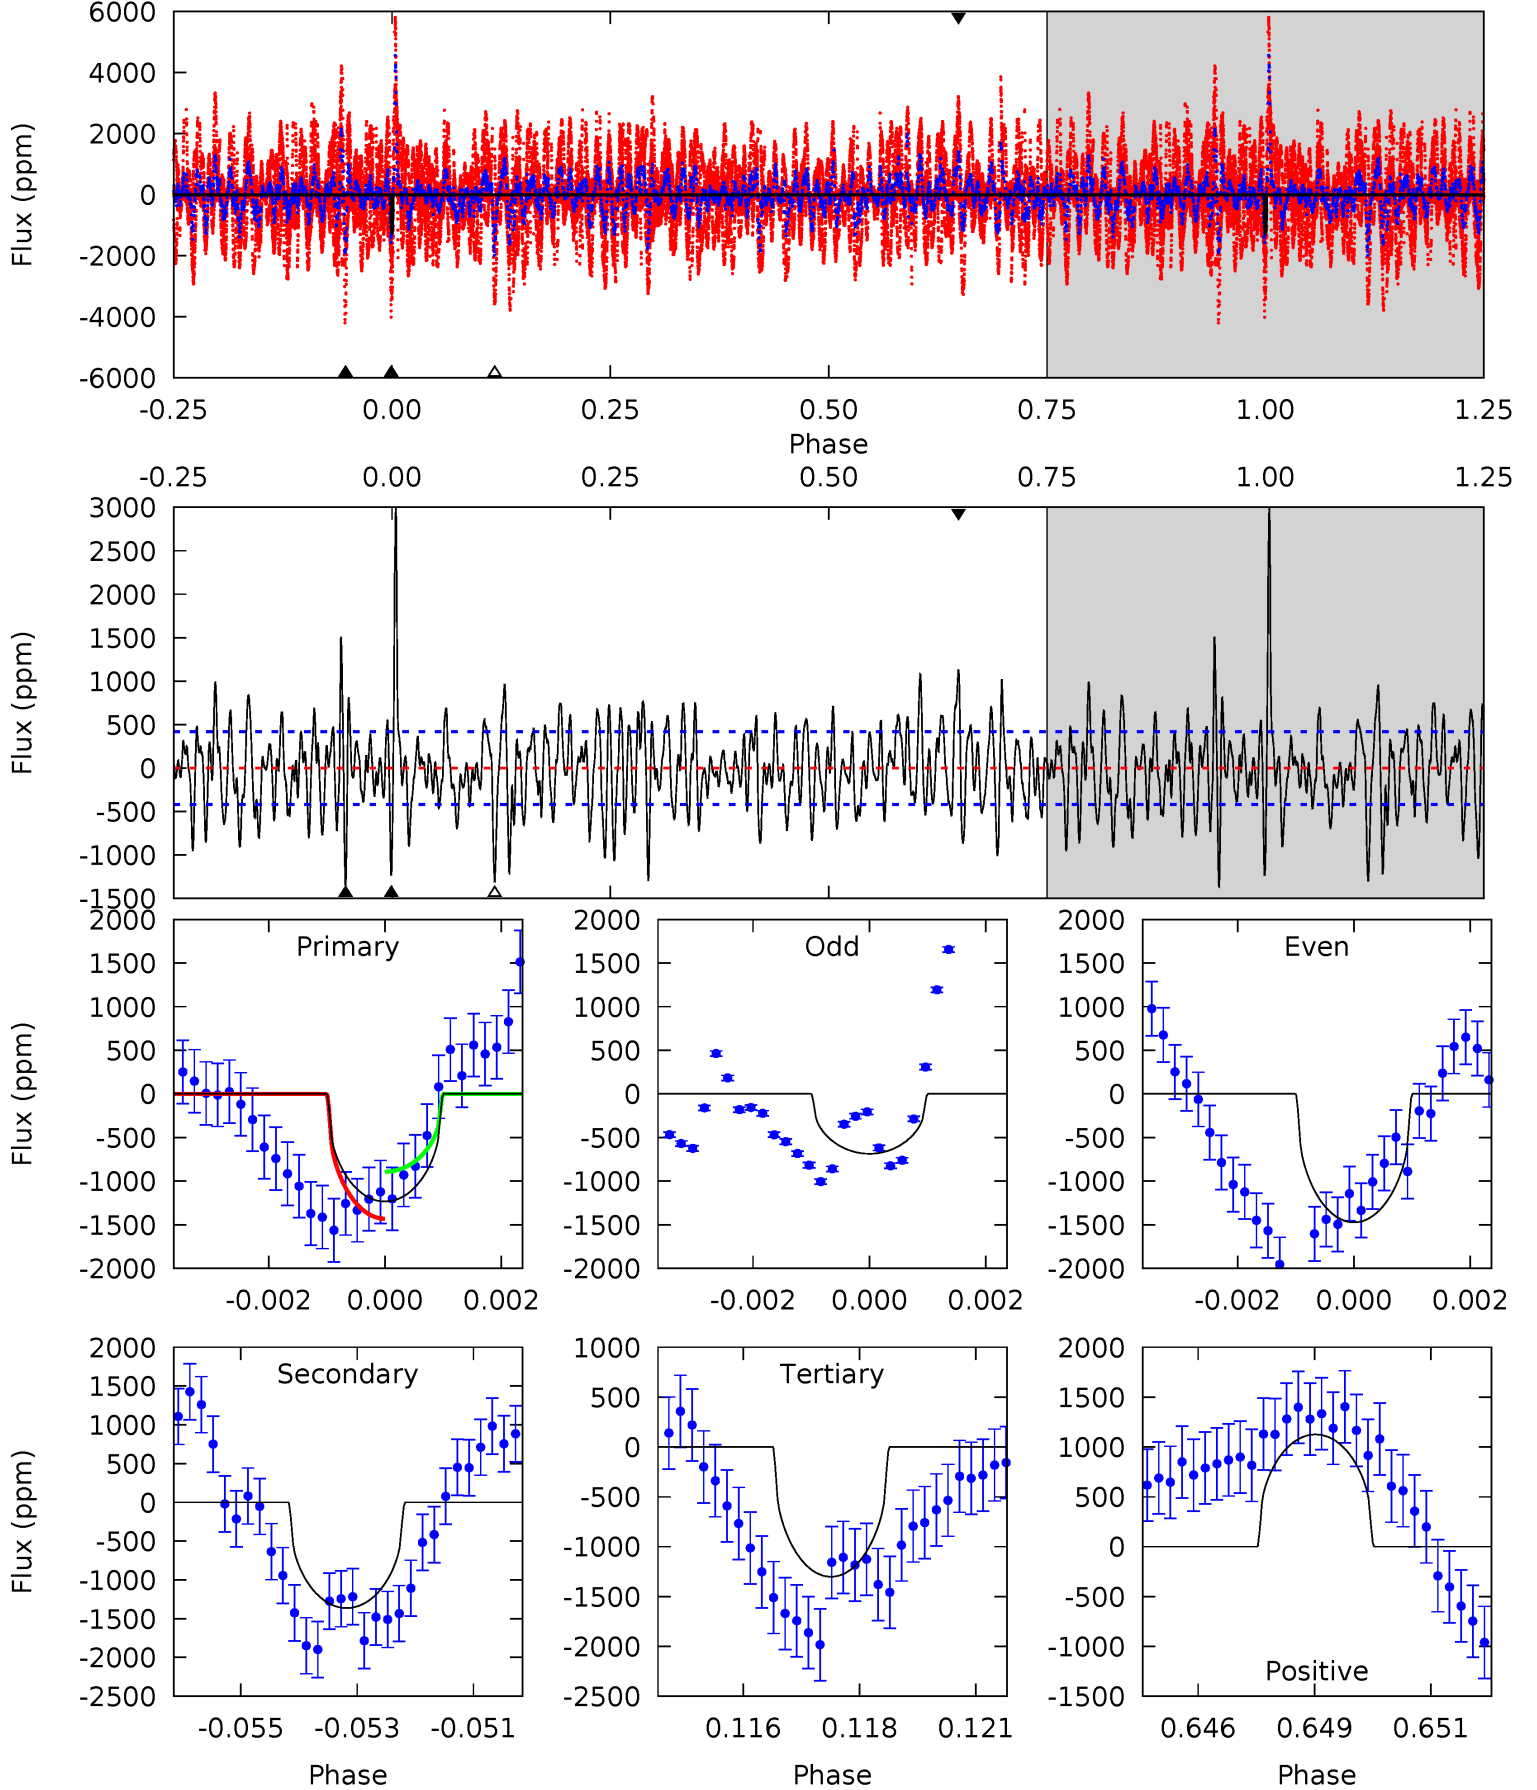 6000
4000
2000
0
-2000
-4000
-6000
Flux (ppm)
-0.25 0.00 0.25 0.50 0.75 1.00 1.25
Phase
-0.25 0.00 0.25 0.50 0.75 1.00 1.25
3000
2500
2000
1500
1000
500
0
-500
-1000
-1500
Flux (ppm)
Primary Odd Even
2000 2000 2000
1500 1500 1500
1000 1000 1000
500 500 500
0 0 0
-500 -500 -500
-1000 -1000 -1000
-1500 -1500 -1500
-2000 -2000 -2000
Flux (ppm)
-0.002 0.000 0.002 -0.002 0.000 0.002 -0.002 0.000 0.002
Secondary Tertiary
2000 1000 2000
1500 500 1500
1000 0 1000
500 -500 500
0 -1000 0
-500 -1500 -500
-1000 -2000 -1000
-1500 -2500 -1500
-2000
-2500
Positive
Flux (ppm)
-0.055 -0.053 -0.051 0.116 0.118 0.121 0.646 0.649 0.651
Phase Phase Phase